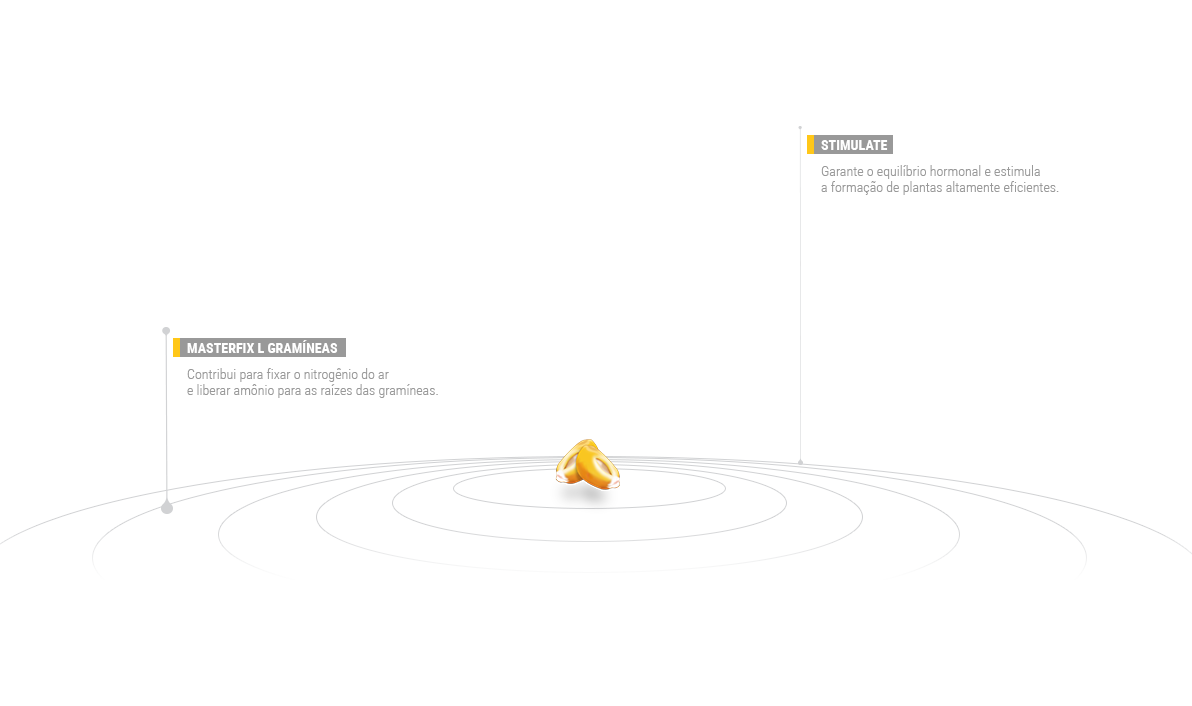 STIMULATE
Garante o equilíbrio hormonal e estimula
a formação de plantas altamente eficientes.
MASTERFIX L GRAMÍNEAS
Contribui para fixar o nitrogênio do ar
e liberar amônio para as raízes das gramíneas.